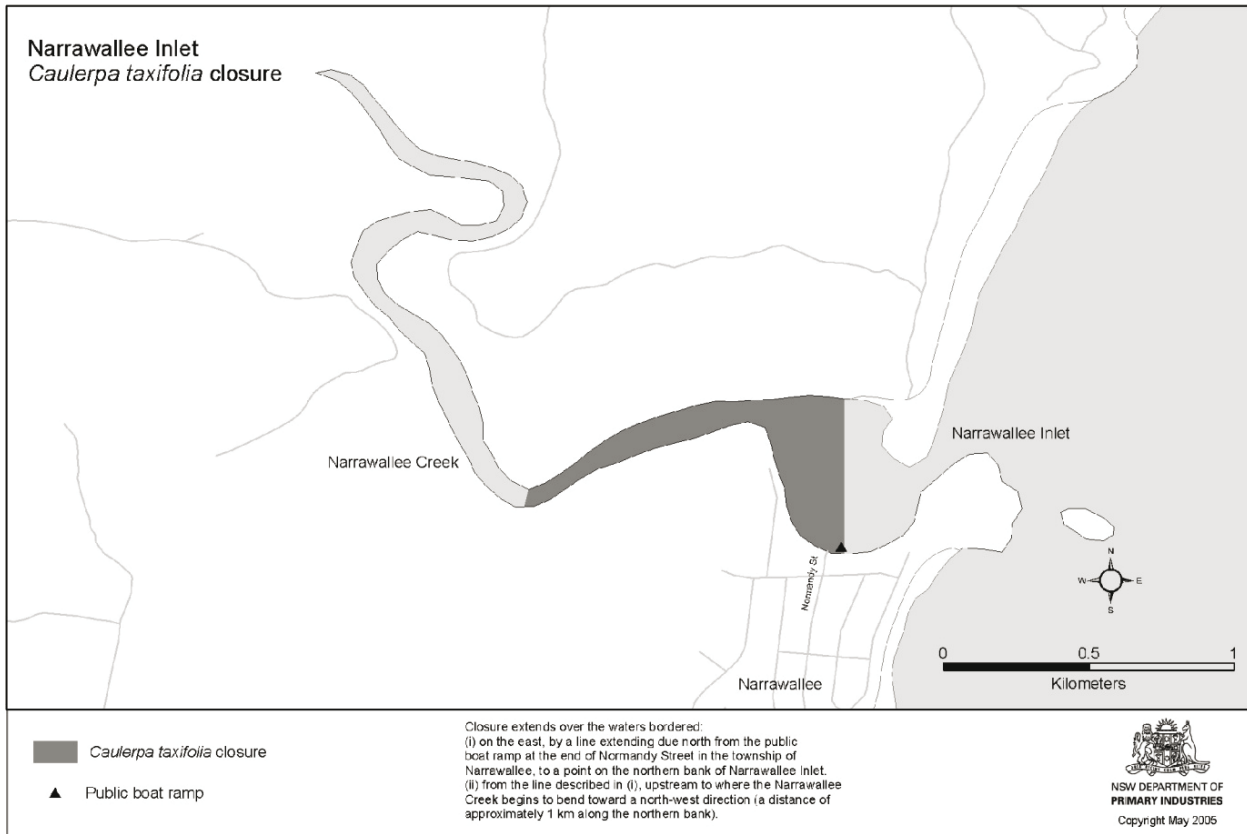 Narrawallee Inlet
Caulerpa taxifolia closure
Narrawallee Creek
Narrawallee Inlet
Normandy St
Narrawallee
N
W
E
S
0
0.5
1
Kilometers
Caulerpa taxifolia closure
Public boat ramp
Closure extends over the waters bordered:
(i) on the east, by a line extending due north from the public
boat ramp at the end of Normandy Street in the township of
Narrawallee, to a point on the northern bank of Narrawallee Inlet.
(ii) from the line described in (i), upstream to where the Narrawallee
Creek begins to bend toward a north-west direction (a distance of
approximately 1 km along the northern bank).
NSW DEPARTMENT OF
PRIMARY INDUSTRIES
Copyright May 2005